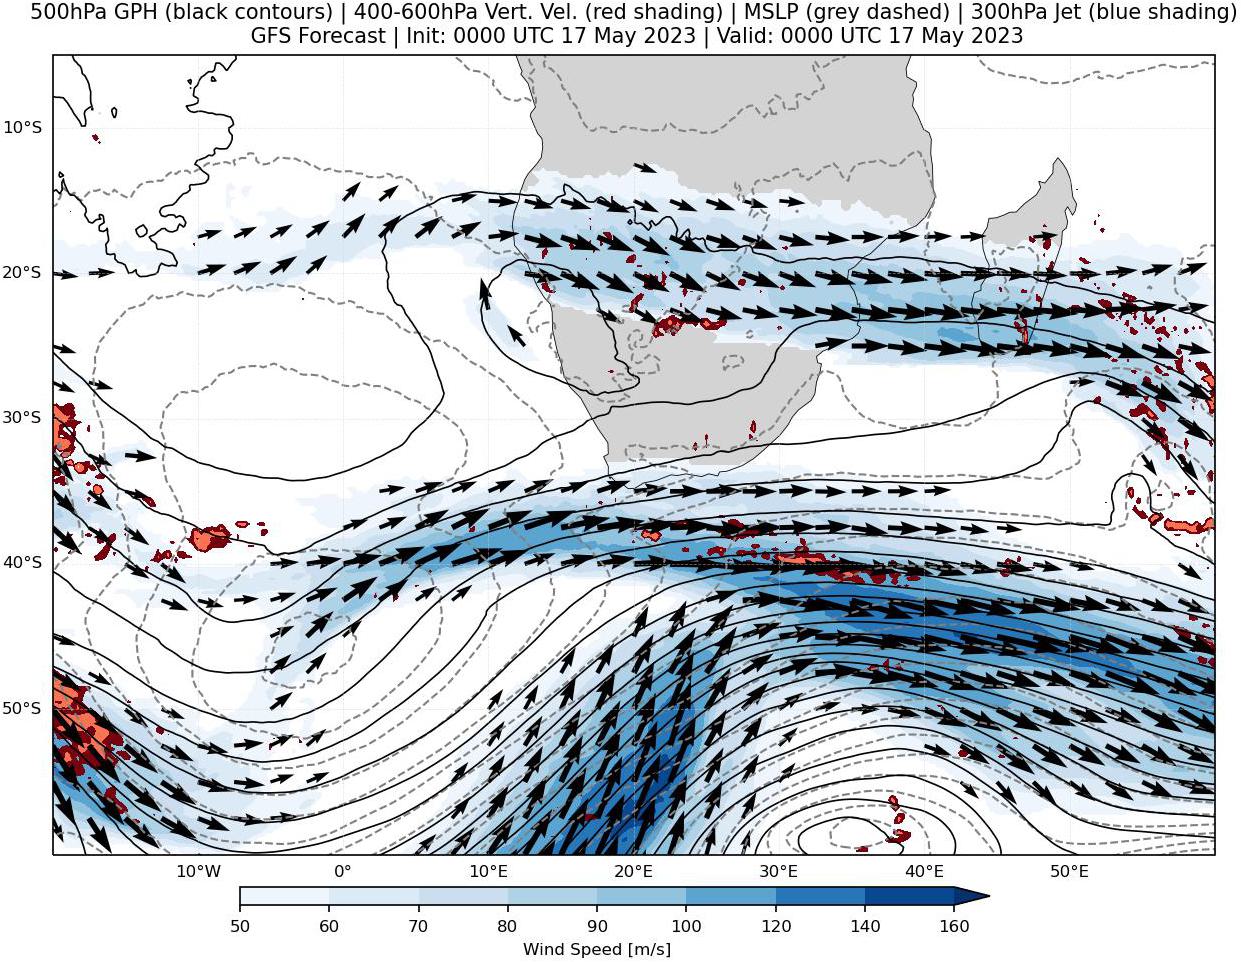 500hPa GPH (black contours) | 400-600hPa Vert. Vel. (red shading) | MSLP (grey dashed) | 300hPa Jet (blue shading)
GFS Forecast | Init: 0000 UTC 17 May 2023 | Valid: 0000 UTC 17 May 2023
10°S
20°S
30°S
40°S
50°S
10°W 0° 10°E 20°E 30°E 40°E 50°E
50 60 70 80 90 100 120 140 160
Wind Speed [m/s]